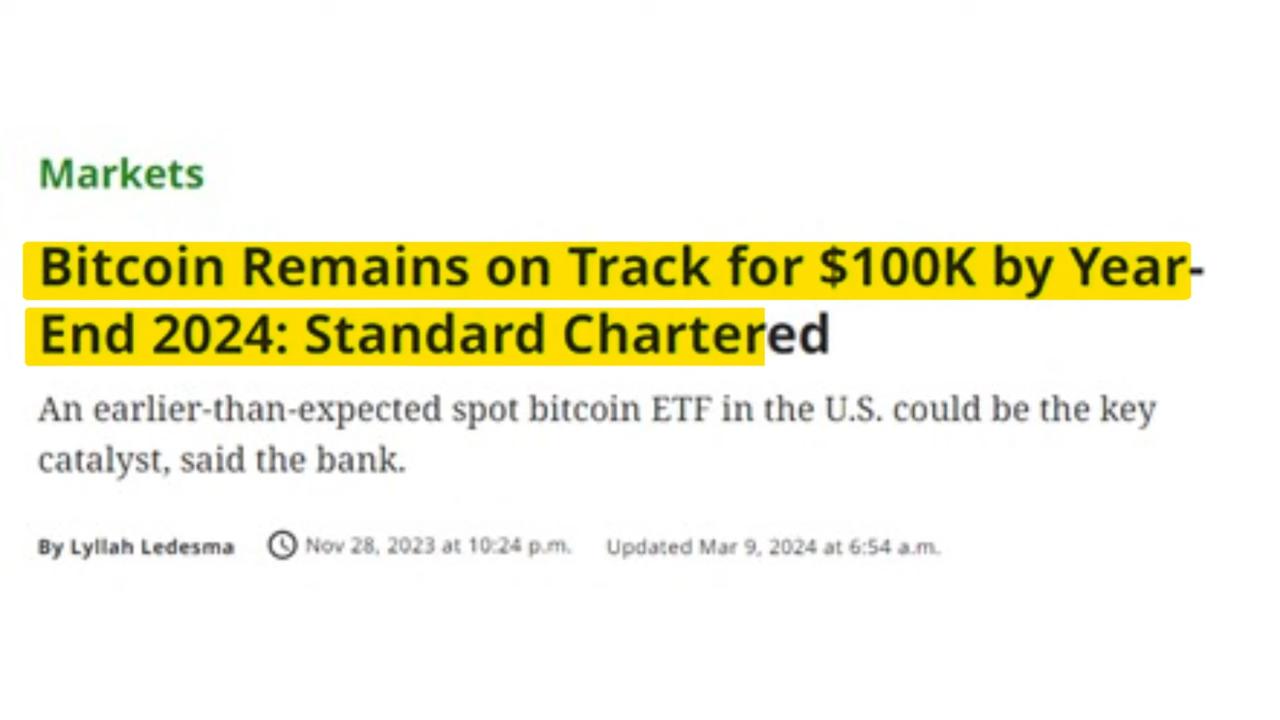 Markets
Bitcoin Remains on Track for $100K by Year-
End 2024: Standard Chartered
An earlier-than-expected spot bitcoin ETF in the U.S. could be the key
catalyst, said the bank.
By Lyllah Ledesma Nov 28, 2023 at 10:24 p.m. Updated Mar 9, 2024 at 6:54 a.m.